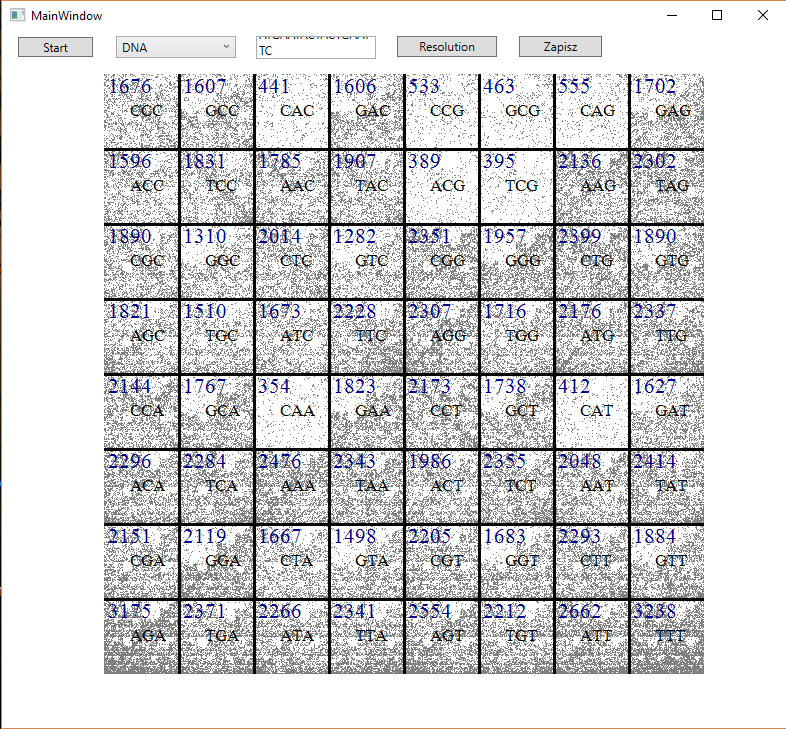 MainWindow
Start DNA TC Resolution Zapisz
1676 1607 441 1606 533 463 555 1702
CCC GCC CAC GAC CCG GCG CAG GAG
1596 1831 1785 1907 389 395 2136 2302
ACC TCC AAC TAC ACG TCG AAG TAG
1890 1310 2014 1282 2351 1957 2399 1890
CGC GGC CTC GTC CGG GGG CTG GTG
1821 1510 1673 2228 2307 1716 2176 2337
AGC TGC ATC TTC AGG TGG ATG TTG
2144 1767 354 1823 2173 1738 412 1627
CCA GCA CAA GAA CCT GCT CAT GAT
2296 2284 2476 2343 1986 2355 2048 2414
ACA TCA AAA TAA ACT TCT AAT TAT
2151 2119 1667 1498 2205 1683 2293 1884
CGA GGA CTA GTA CGT GGT CTT GTT
3175 2371 2266 2341 2554 2212 2662 3238
AGA TGA ATA TTA AGT TGT ATT TTT